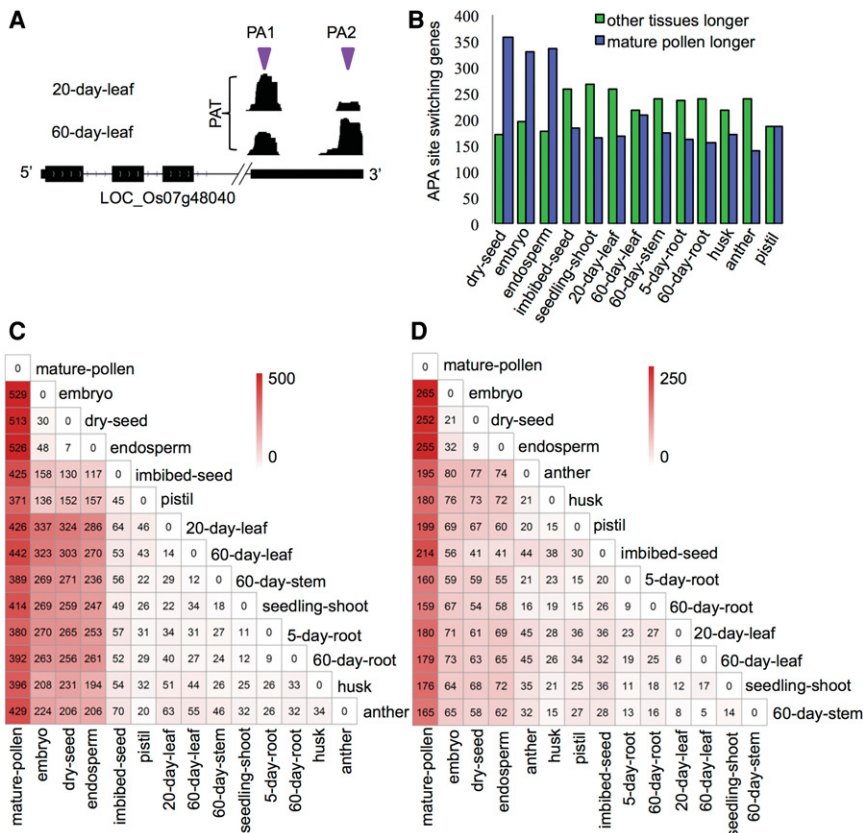 A
PA1 PA2
20-day-leaf
60-day-leaf
PAT
5' 3'
LOC_Os07g48040
B
other tissues longer
mature pollen longer
APA site switching genes
400
350
300
250
200
150
100
50
0
dry-seed
embryo
endosperm
imbibed-seed
seedling-shoot
20-day-leaf
60-day-leaf
60-day-stem
5-day-root
60-day-root
husk
anther
pistil
C
0 mature-pollen
529 0 embryo
513 30 0 dry-seed
526 48 7 0 endosperm
425 158 130 117 0 imbibed-seed
371 136 152 157 45 0 pistil
426 337 324 286 64 46 0 20-day-leaf
442 323 303 270 53 43 14 0 60-day-leaf
389 269 271 236 56 22 29 12 0 60-day-stem
414 269 259 247 49 26 22 34 18 0 seedling-shoot
380 270 265 253 57 31 34 31 27 11 0 5-day-root
392 263 256 261 52 29 40 27 24 12 9 0 60-day-root
396 208 231 194 54 32 51 44 26 25 26 33 0 husk
429 224 206 206 70 20 63 55 46 32 26 32 34 0 anther
500
0
mature-pollen
embryo
dry-seed
endosperm
imbibed-seed
pistil
20-day-leaf
60-day-leaf
60-day-stem
seedling-shoot
5-day-root
60-day-root
husk
anther
D
0 mature-pollen
265 0 embryo
252 21 0 dry-seed
255 32 9 0 endosperm
195 80 77 74 0 anther
180 76 73 72 21 0 husk
199 69 67 60 20 15 0 pistil
214 56 41 41 44 38 30 0 imbibed-seed
160 59 59 55 21 23 15 20 0 5-day-root
159 67 54 58 16 19 15 26 9 0 60-day-root
180 71 61 69 45 28 36 36 23 27 0 20-day-leaf
179 73 63 65 45 26 34 32 19 25 6 0 60-day-leaf
176 64 68 72 35 21 25 36 11 18 12 17 0 seedling-shoot
165 65 58 62 32 15 27 28 13 16 8 5 14 0 60-day-stem
250
0
mature-pollen
embryo
dry-seed
endosperm
anther
husk
pistil
imbibed-seed
5-day-root
60-day-root
20-day-leaf
60-day-leaf
seedling-shoot
60-day-stem